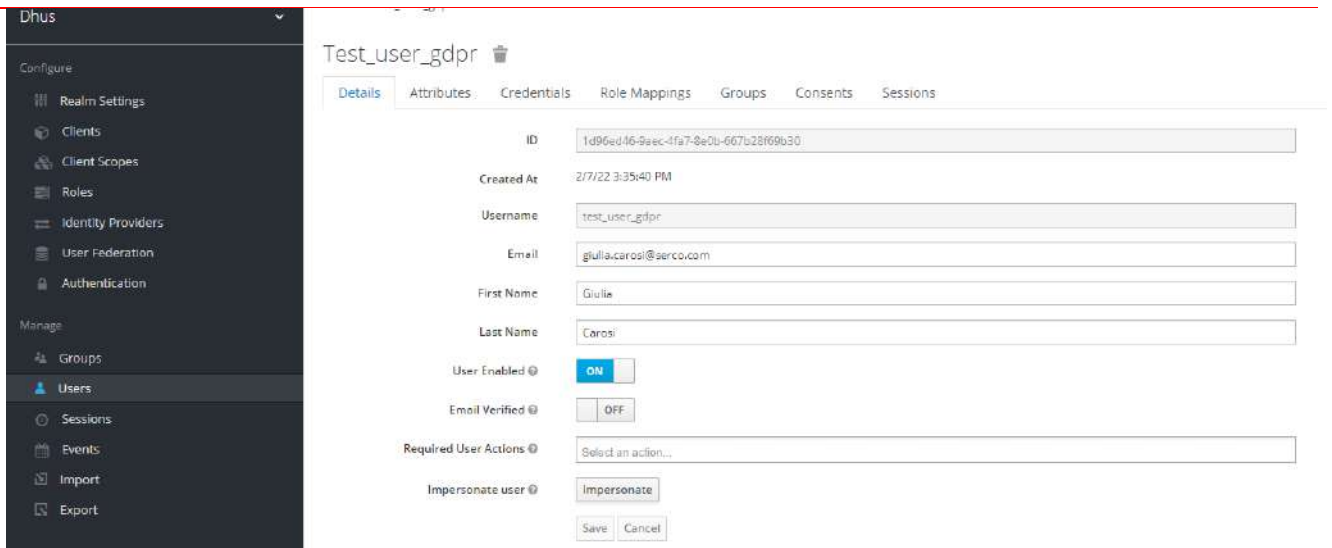 Dhus
Test_user_gdpr
Configure
Realm Settings
Clients
Client Scopes
Roles
Identity Providers
User Federation
Authentication
Manage
Groups
Users
Sessions
Events
Import
Export
Details Attributes Credentials Role Mappings Groups Consents Sessions
ID 1d96ed46-9aec-4fa7-8e0b-667b28f69b30
Created At 2/7/22 3:35:40 PM
Username test_user_gdpr
Email giulia.carosi@serco.com
First Name Giulia
Last Name Carosi
User Enabled ON
Email Verified OFF
Required User Actions Select an action...
Impersonate user Impersonate
Save Cancel